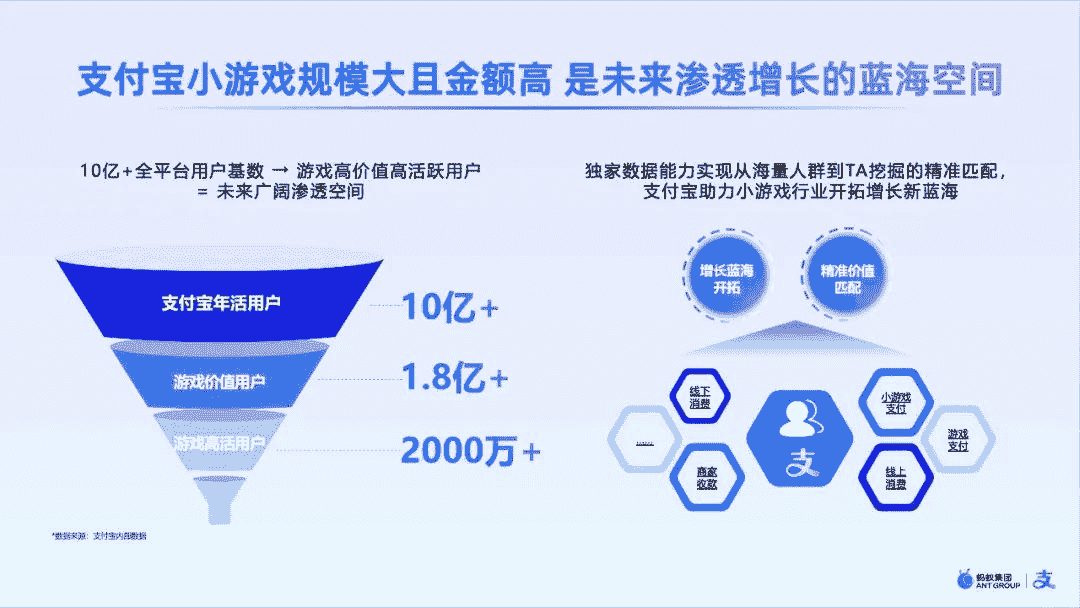 支付宝小游戏规模大且金额高 是未来渗透增长的蓝海空间
10亿+全平台用户基数 → 游戏高价值高活跃用户
= 未来广阔渗透空间
支付宝年活用户
10亿+
游戏价值用户
1.8亿+
游戏高活用户
2000万+
*数据来源：支付宝内部数据
独家数据能力实现从海量人群到TA挖掘的精准匹配，
支付宝助力小游戏行业开拓增长新蓝海
增长蓝海
开拓
精准价值
匹配
线下
消费
小游戏
支付
……
支
游戏
支付
商家
收款
线上
消费
蚂蚁集团
ANT GROUP
支